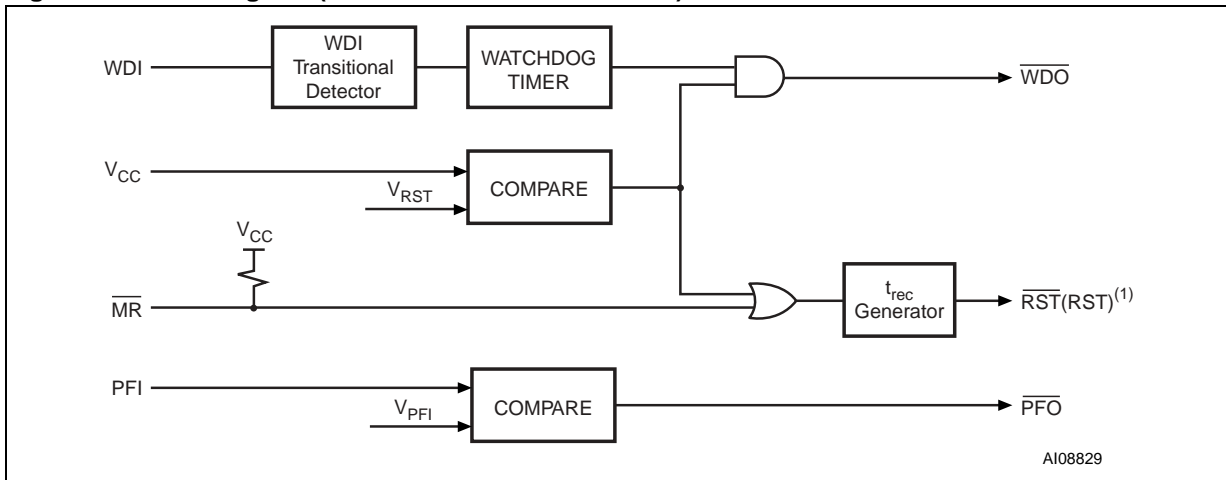 WDI
WDI
Transitional
Detector
WATCHDOG
TIMER
WDO
VCC
VRST
COMPARE
VCC
MR
trec
Generator
RST(RST)(1)
PFI
VPFI
COMPARE
PFO
AI08829